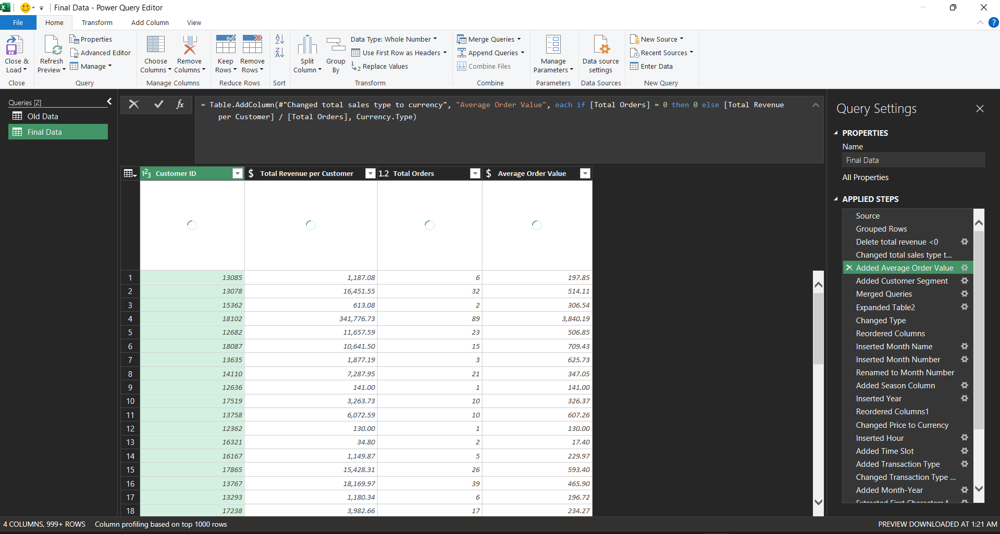 Final Data - Power Query Editor
File Home Transform Add Column View
Close & Load
Close
Refresh Preview
Properties
Advanced Editor
Manage
Query
Choose Columns
Remove Columns
Manage Columns
Keep Rows
Remove Rows
Reduce Rows
Sort
Split Column
Group By
Data Type: Whole Number
Use First Row as Headers
Replace Values
Transform
Merge Queries
Append Queries
Combine Files
Combine
Manage Parameters
Parameters
Data source settings
Data Sources
New Source
Recent Sources
Enter Data
New Query
Queries [2]
Old Data
Final Data
fx
= Table.AddColumn(#"Changed total sales type to currency", "Average Order Value", each if [Total Orders] = 0 then 0 else [Total Revenue
per Customer] / [Total Orders], Currency.Type)
123 Customer ID $ Total Revenue per Customer 1.2 Total Orders $ Average Order Value
1 13085 1,187.08 6 197.85
2 13078 16,451.55 32 514.11
3 15362 613.08 2 306.54
4 18102 341,776.73 89 3,840.19
5 12682 11,657.59 23 506.85
6 18087 10,641.50 15 709.43
7 13635 1,877.19 3 625.73
8 14110 7,287.95 21 347.05
9 12636 141.00 1 141.00
10 17519 3,263.73 10 326.37
11 13758 6,072.59 10 607.26
12 12362 130.00 1 130.00
13 16321 34.80 2 17.40
14 16167 1,149.87 5 229.97
15 17865 15,428.31 26 593.40
16 13767 18,169.97 39 465.90
17 13293 1,180.34 6 196.72
18 17238 3,982.66 17 234.27
Query Settings
PROPERTIES
Name
Final Data
All Properties
APPLIED STEPS
Source
Grouped Rows
Delete total revenue <0
Changed total sales type t...
Added Average Order Value
Added Customer Segment
Merged Queries
Expanded Table2
Changed Type
Reordered Columns
Inserted Month Name
Inserted Month Number
Renamed to Month Number
Added Season Column
Inserted Year
Reordered Columns1
Changed Price to Currency
Inserted Hour
Added Time Slot
Added Transaction Type
Changed Transaction Type ...
Added Month-Year
4 COLUMNS, 999+ ROWS Column profiling based on top 1000 rows
PREVIEW DOWNLOADED AT 1:21 AM